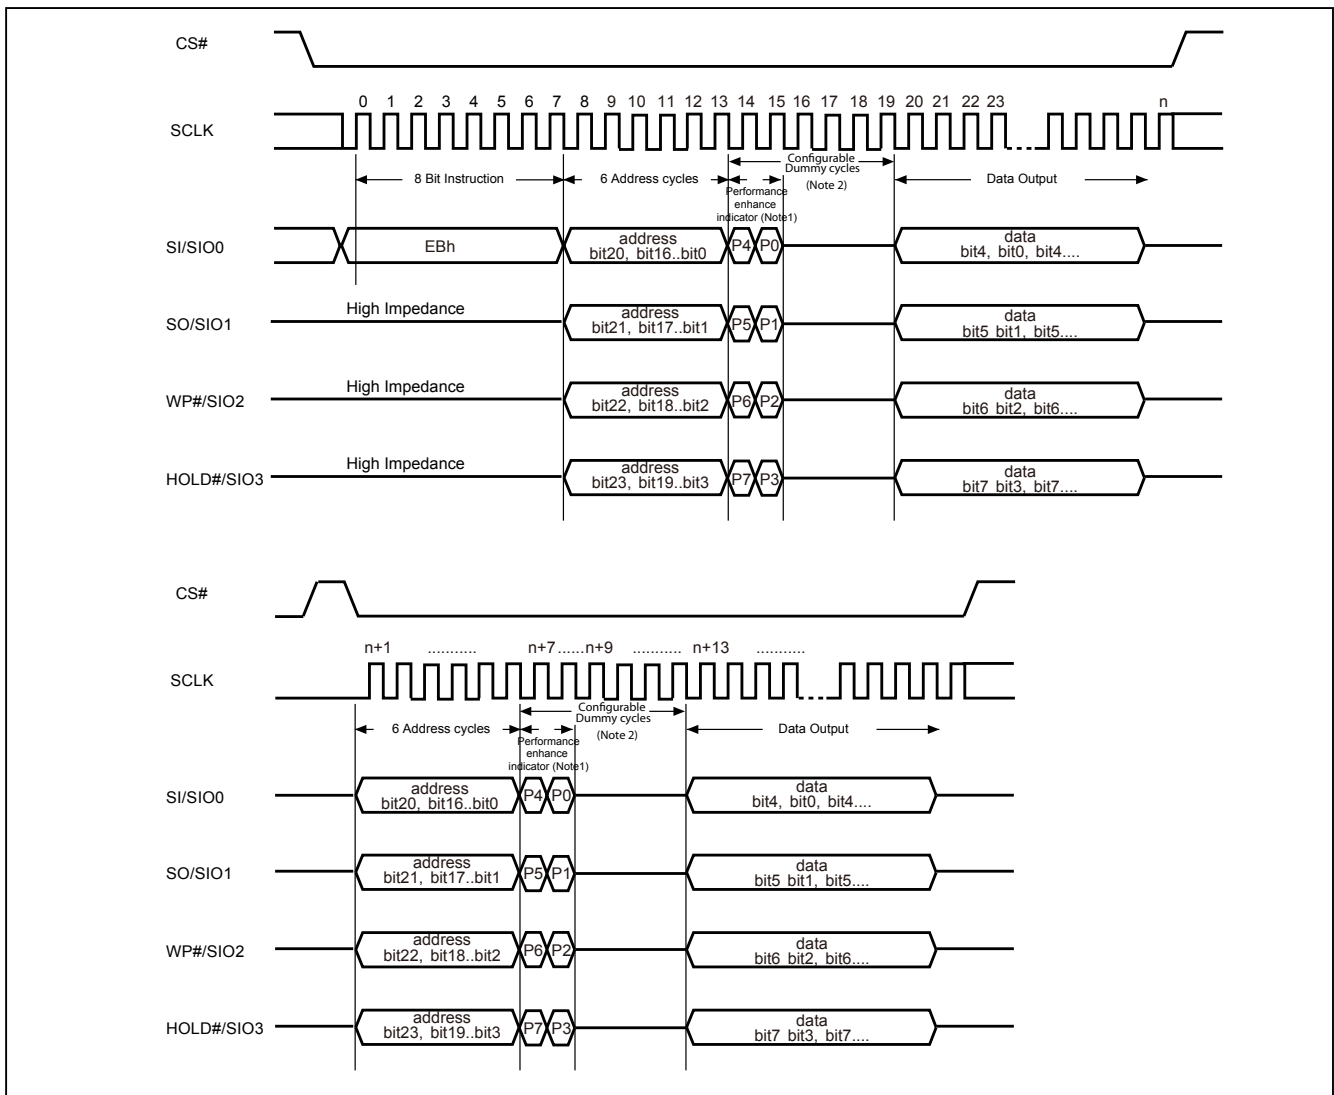 CS#
0 1 2 3 4 5 6 7 8 9 10 11 12 13 14 15 16 17 18 19 20 21 22 23 n
SCLK
Configurable
Dummy cycles
(Note 2)
8 Bit Instruction
6 Address cycles
Data Output
Performance
enhance
indicator (Note1)
SI/SIO0
EBh
address
bit20, bit16..bit0
P4
P0
data
bit4, bit0, bit4....
SO/SIO1
High Impedance
address
bit21, bit17..bit1
P5
P1
data
bit5 bit1, bit5....
WP#/SIO2
High Impedance
address
bit22, bit18..bit2
P6
P2
data
bit6 bit2, bit6....
HOLD#/SIO3
High Impedance
address
bit23, bit19..bit3
P7
P3
data
bit7 bit3, bit7....
CS#
n+1 ........... n+7......n+9 ........... n+13 ...........
SCLK
Configurable
Dummy cycles
(Note 2)
6 Address cycles
Data Output
Performance
enhance
indicator (Note1)
SI/SIO0
address
bit20, bit16..bit0
P4
P0
data
bit4, bit0, bit4....
SO/SIO1
address
bit21, bit17..bit1
P5
P1
data
bit5 bit1, bit5....
WP#/SIO2
address
bit22, bit18..bit2
P6
P2
data
bit6 bit2, bit6....
HOLD#/SIO3
address
bit23, bit19..bit3
P7
P3
data
bit7 bit3, bit7....